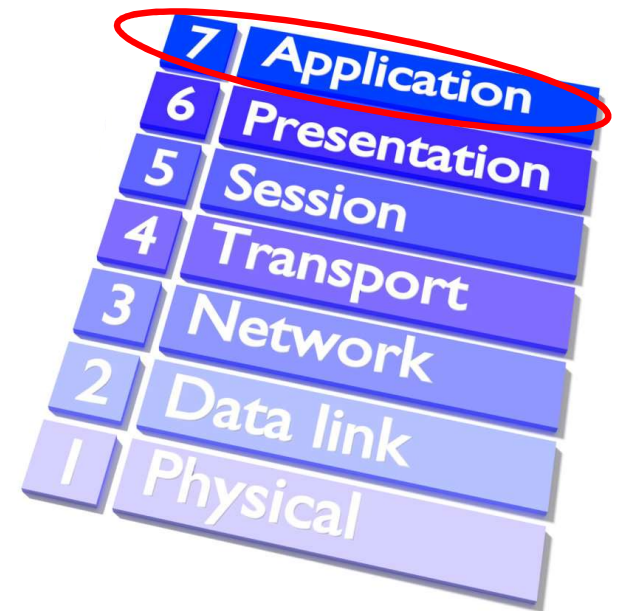 7 Application
6 Presentation
5 Session
4 Transport
3 Network
2 Data link
1 Physical